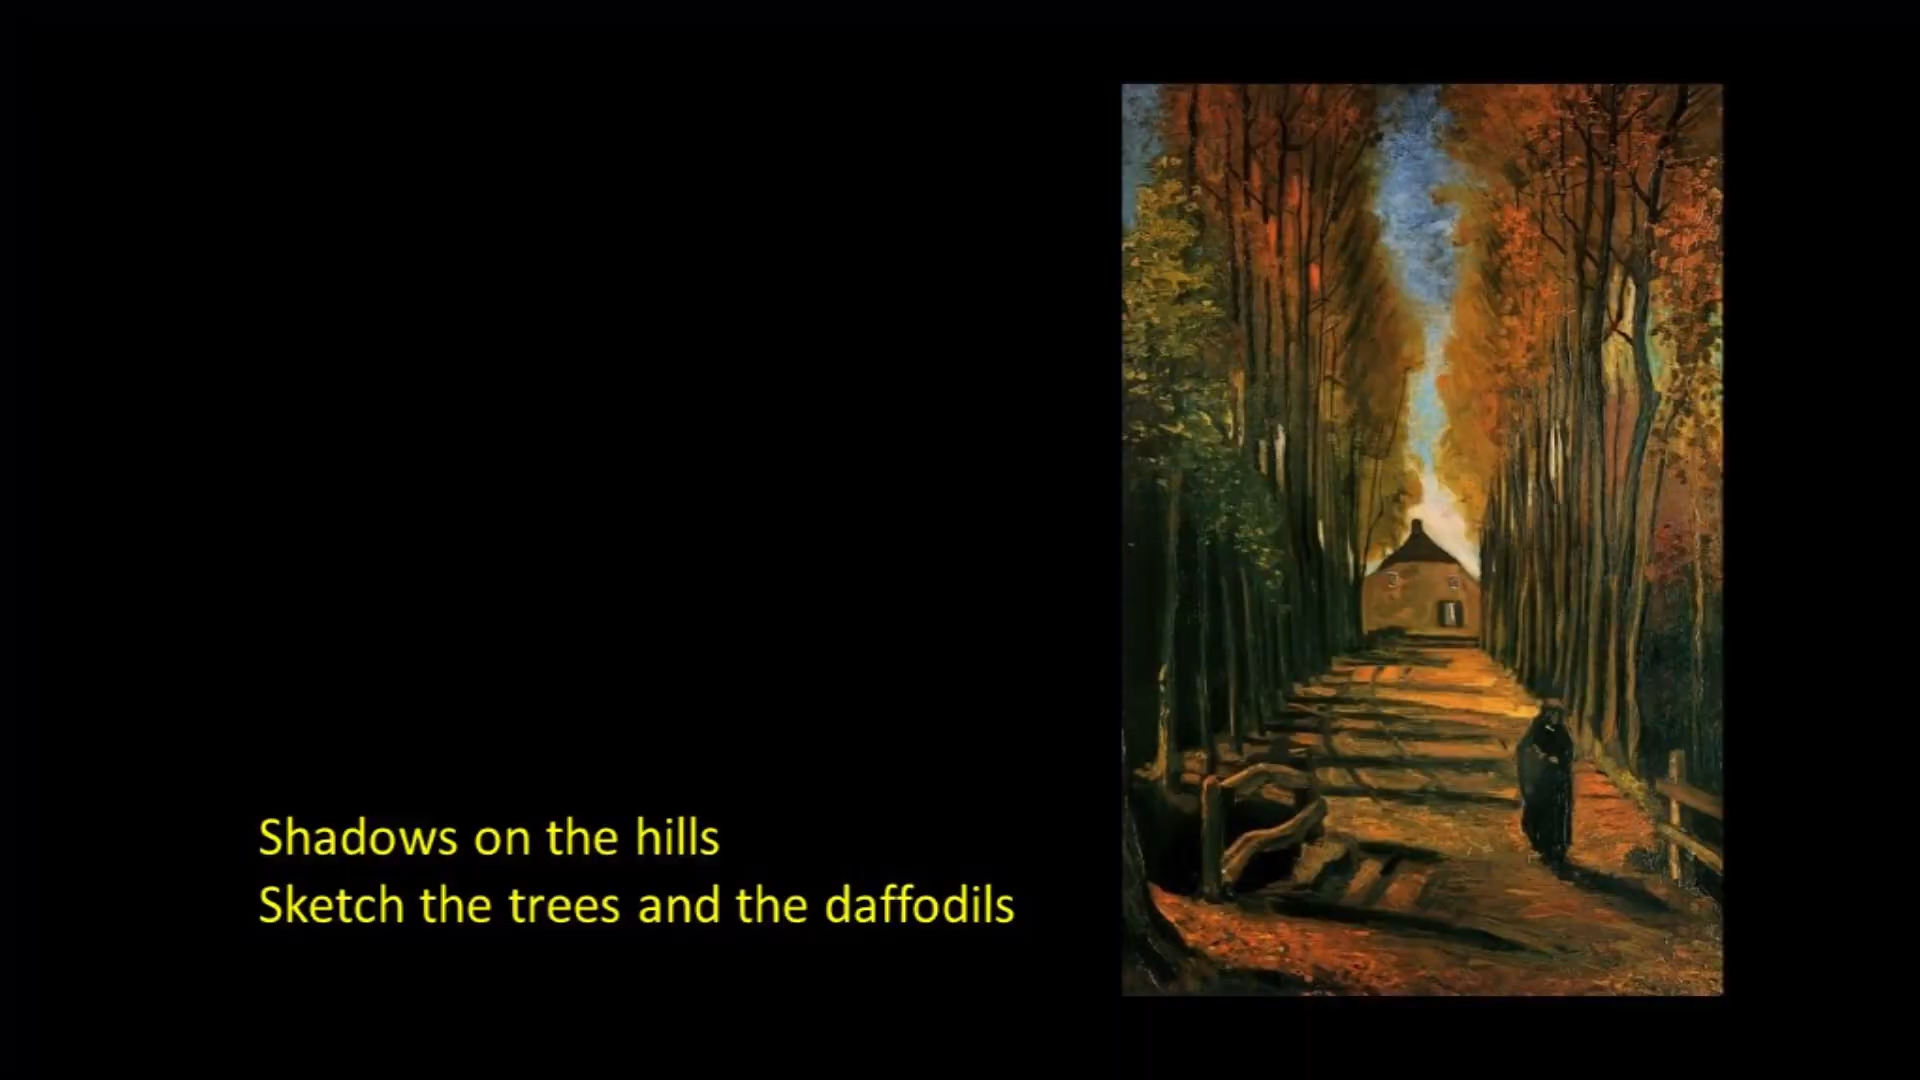 Shadows on the hills
Sketch the trees and the daffodils